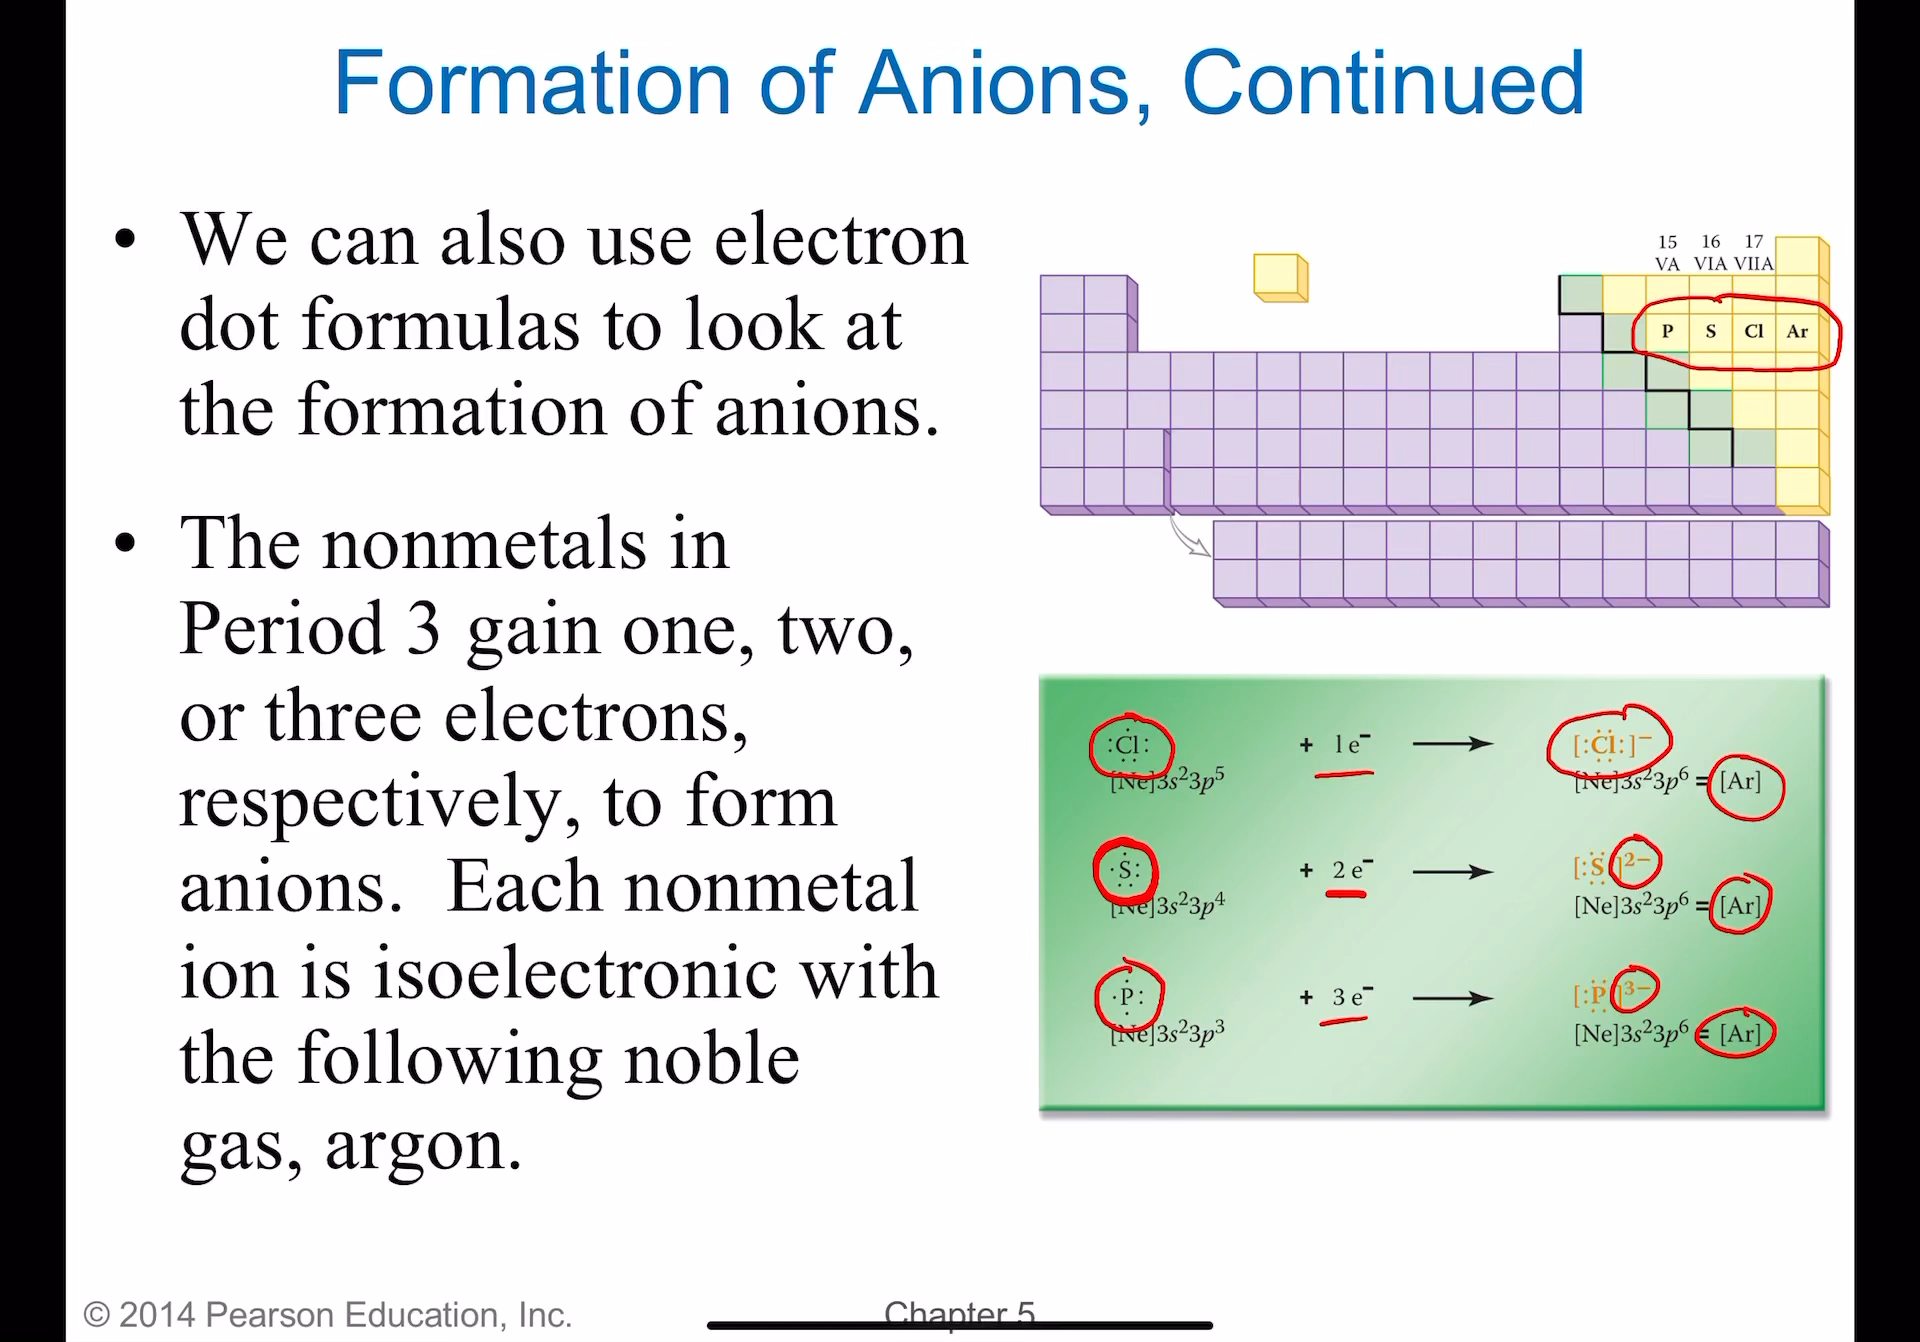 Formation of Anions, Continued
• We can also use electron
dot formulas to look at
the formation of anions.
• The nonmetals in
Period 3 gain one, two,
or three electrons,
respectively, to form
anions.  Each nonmetal
ion is isoelectronic with
the following noble
gas, argon.
15 16 17
VA VIA VIIA
P S Cl Ar
:Cl: + 1 e⁻ ⟶ [:Cl:]⁻
[Ne]3s²3p⁵ [Ne]3s²3p⁶ = [Ar]
·S: + 2 e⁻ ⟶ [:S:]²⁻
[Ne]3s²3p⁴ [Ne]3s²3p⁶ = [Ar]
·P: + 3 e⁻ ⟶ [:P:]³⁻
[Ne]3s²3p³ [Ne]3s²3p⁶ = [Ar]
© 2014 Pearson Education, Inc. Chapter 5